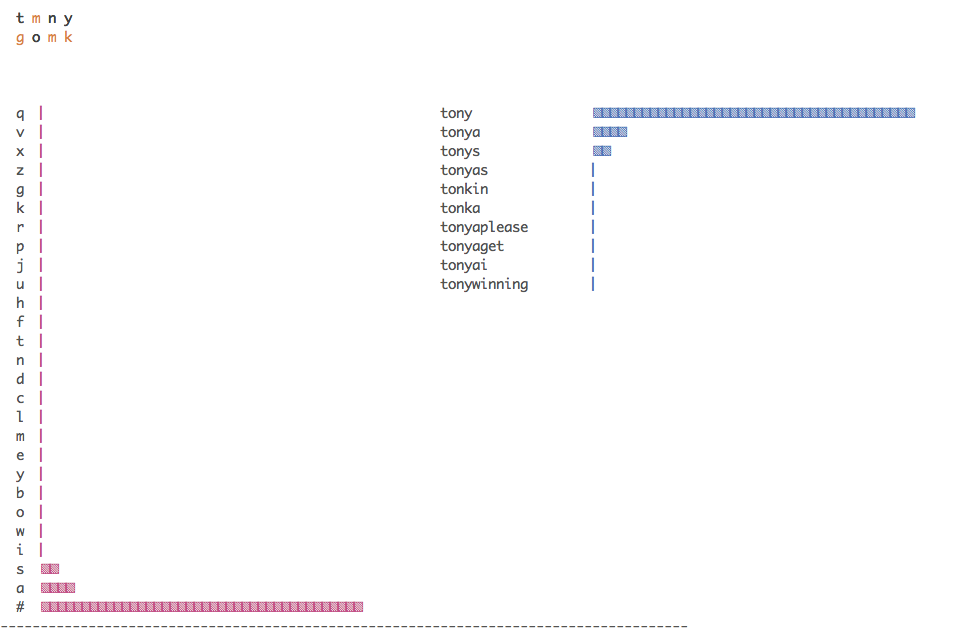 t m n y
g o m k
q |
v |
x |
z |
g |
k |
r |
p |
j |
u |
h |
f |
t |
n |
d |
c |
l |
m |
e |
y |
b |
o |
w |
i |
s
a
#
tony
tonya
tonys
tonyas |
tonkin |
tonka |
tonyaplease |
tonyaget |
tonyai |
tonywinning |
--------------------------------------------------------------------------------------